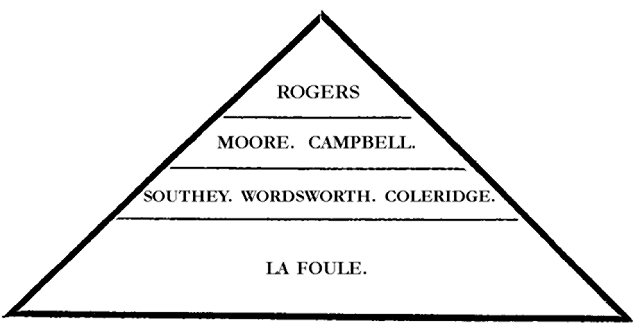 ROGERS
MOORE. CAMPBELL.
SOUTHEY. WORDSWORTH. COLERIDGE.
LA FOULE.